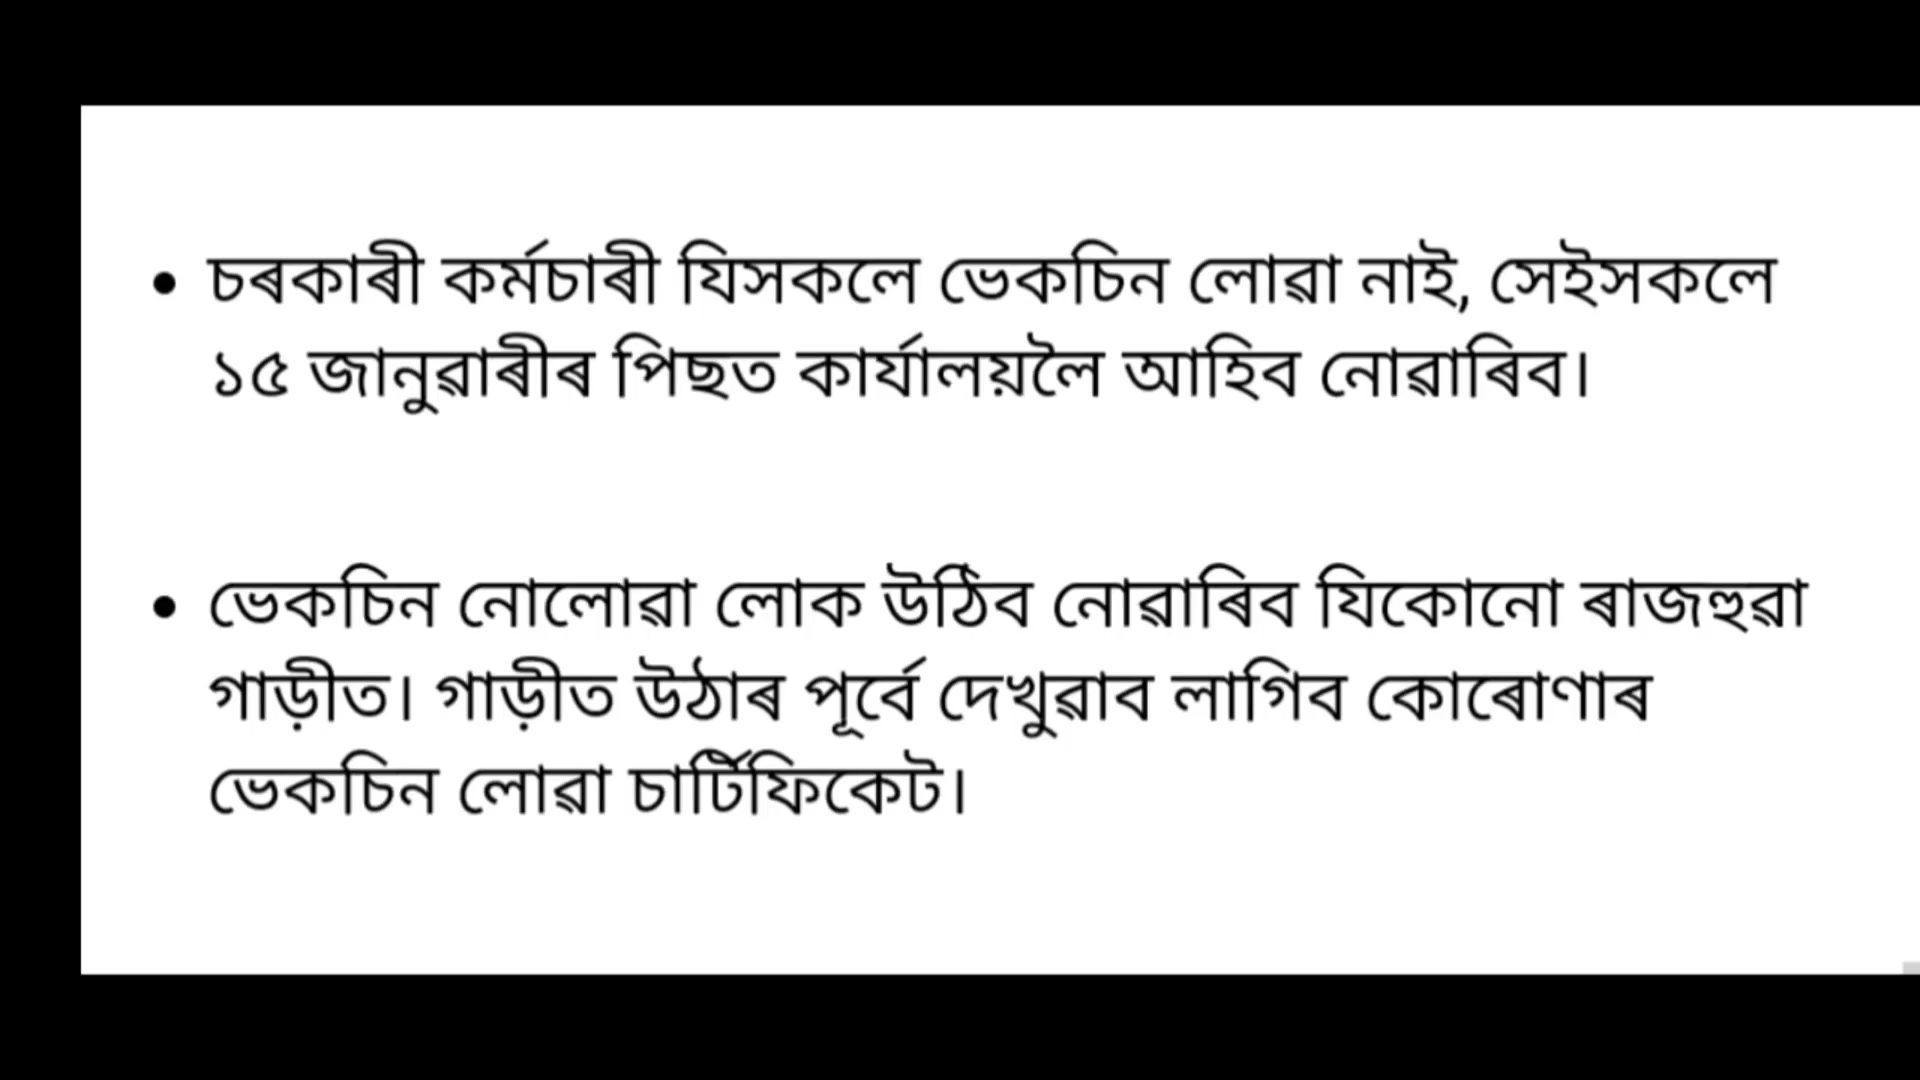 • চৰকাৰী কৰ্মচাৰী যিসকলে ভেকচিন লোৱা নাই, সেইসকলে
১৫ জানুৱাৰীৰ পিছত কাৰ্যালয়লৈ আহিব নোৱাৰিব।
• ভেকচিন নোলোৱা লোক উঠিব নোৱাৰিব যিকোনো ৰাজহুৱা
গাড়ীত। গাড়ীত উঠাৰ পূৰ্বে দেখুৱাব লাগিব কোৰোণাৰ
ভেকচিন লোৱা চাৰ্টিফিকেট।